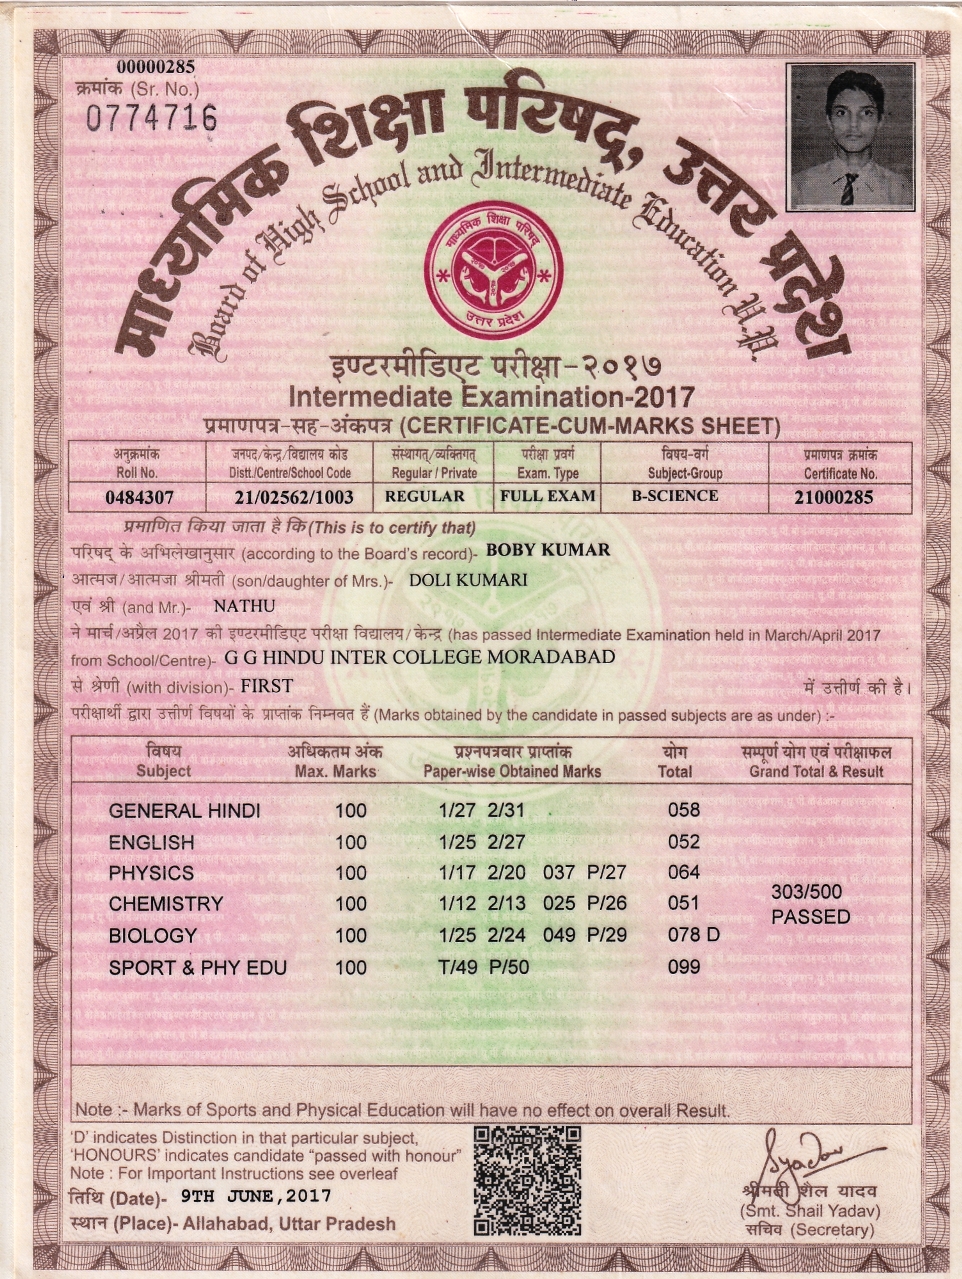 00000285
क्रमांक (Sr. No.)
0774716
माध्यमिक शिक्षा परिषद्, उत्तर प्रदेश
Board of High School and Intermediate Education U.P.
माध्यमिक शिक्षा परिषद्
उत्तर प्रदेश
इण्टरमीडिएट परीक्षा-२०१७
Intermediate Examination-2017
प्रमाणपत्र-सह-अंकपत्र (CERTIFICATE-CUM-MARKS SHEET)
अनुक्रमांक जनपद/केन्द्र/विद्यालय कोड संस्थागत्/व्यक्तिगत् परीक्षा प्रवर्ग विषय-वर्ग प्रमाणपत्र क्रमांक
Roll No. Distt./Centre/School Code Regular / Private Exam. Type Subject-Group Certificate No.
0484307 21/02562/1003 REGULAR FULL EXAM B-SCIENCE 21000285
प्रमाणित किया जाता है कि (This is to certify that)
परिषद् के अभिलेखानुसार (according to the Board's record)- BOBY KUMAR
आत्मज/आत्मजा श्रीमती (son/daughter of Mrs.)- DOLI KUMARI
एवं श्री (and Mr.)- NATHU
ने मार्च/अप्रैल 2017 की इण्टरमीडिएट परीक्षा विद्यालय/केन्द्र (has passed Intermediate Examination held in March/April 2017
from School/Centre)- G G HINDU INTER COLLEGE MORADABAD
से श्रेणी (with division)- FIRST में उत्तीर्ण की है।
परीक्षार्थी द्वारा उत्तीर्ण विषयों के प्राप्तांक निम्नवत हैं (Marks obtained by the candidate in passed subjects are as under) :-
विषय अधिकतम अंक प्रश्नपत्रवार प्राप्तांक योग सम्पूर्ण योग एवं परीक्षाफल
Subject Max. Marks Paper-wise Obtained Marks Total Grand Total & Result
GENERAL HINDI 100 1/27 2/31 058
ENGLISH 100 1/25 2/27 052
PHYSICS 100 1/17 2/20 037 P/27 064
303/500
CHEMISTRY 100 1/12 2/13 025 P/26 051
PASSED
BIOLOGY 100 1/25 2/24 049 P/29 078 D
SPORT & PHY EDU 100 T/49 P/50 099
Note :- Marks of Sports and Physical Education will have no effect on overall Result.
'D' indicates Distinction in that particular subject,
'HONOURS' indicates candidate "passed with honour"
Note : For Important Instructions see overleaf
तिथि (Date)- 9TH JUNE,2017
स्थान (Place)- Allahabad, Uttar Pradesh
SYadav
श्रीमती शैल यादव
(Smt. Shail Yadav)
सचिव (Secretary)